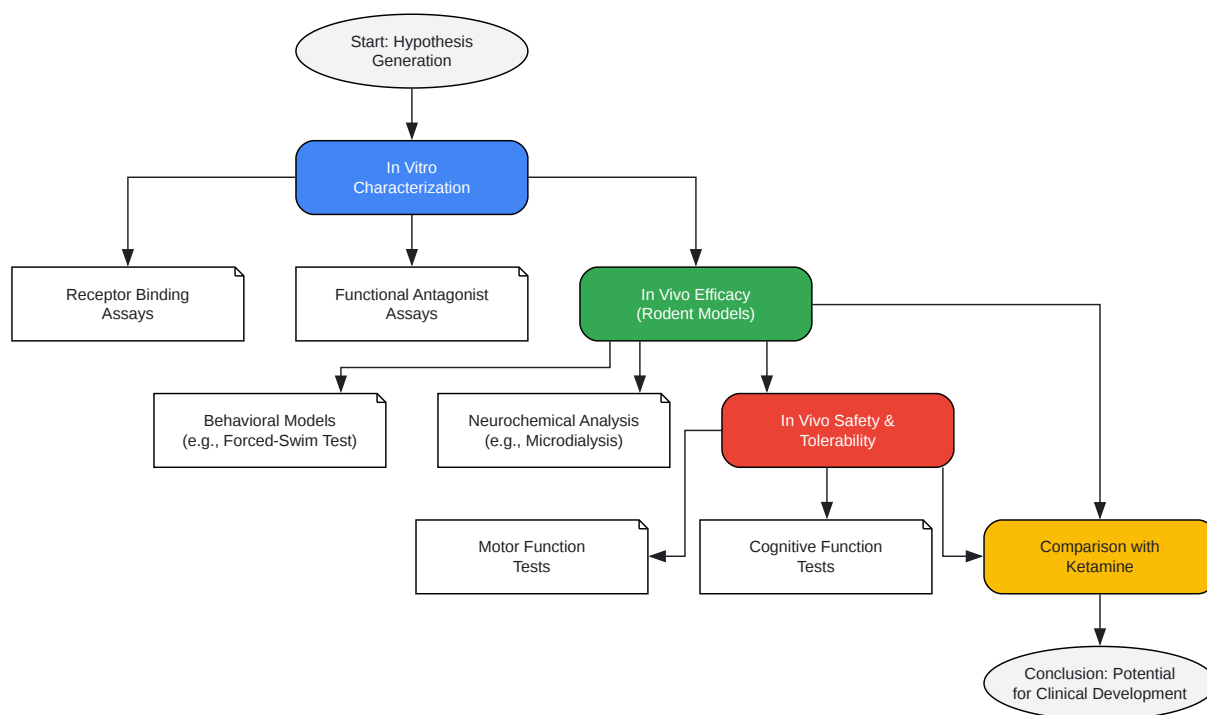 Start: Hypothesis
Generation
In Vitro
Characterization
Receptor Binding
Assays
Functional Antagonist
Assays
In Vivo Efficacy
(Rodent Models)
Behavioral Models
(e.g., Forced-Swim Test)
Neurochemical Analysis
(e.g., Microdialysis)
In Vivo Safety &
Tolerability
Motor Function
Tests
Cognitive Function
Tests
Comparison with
Ketamine
Conclusion: Potential
for Clinical Development